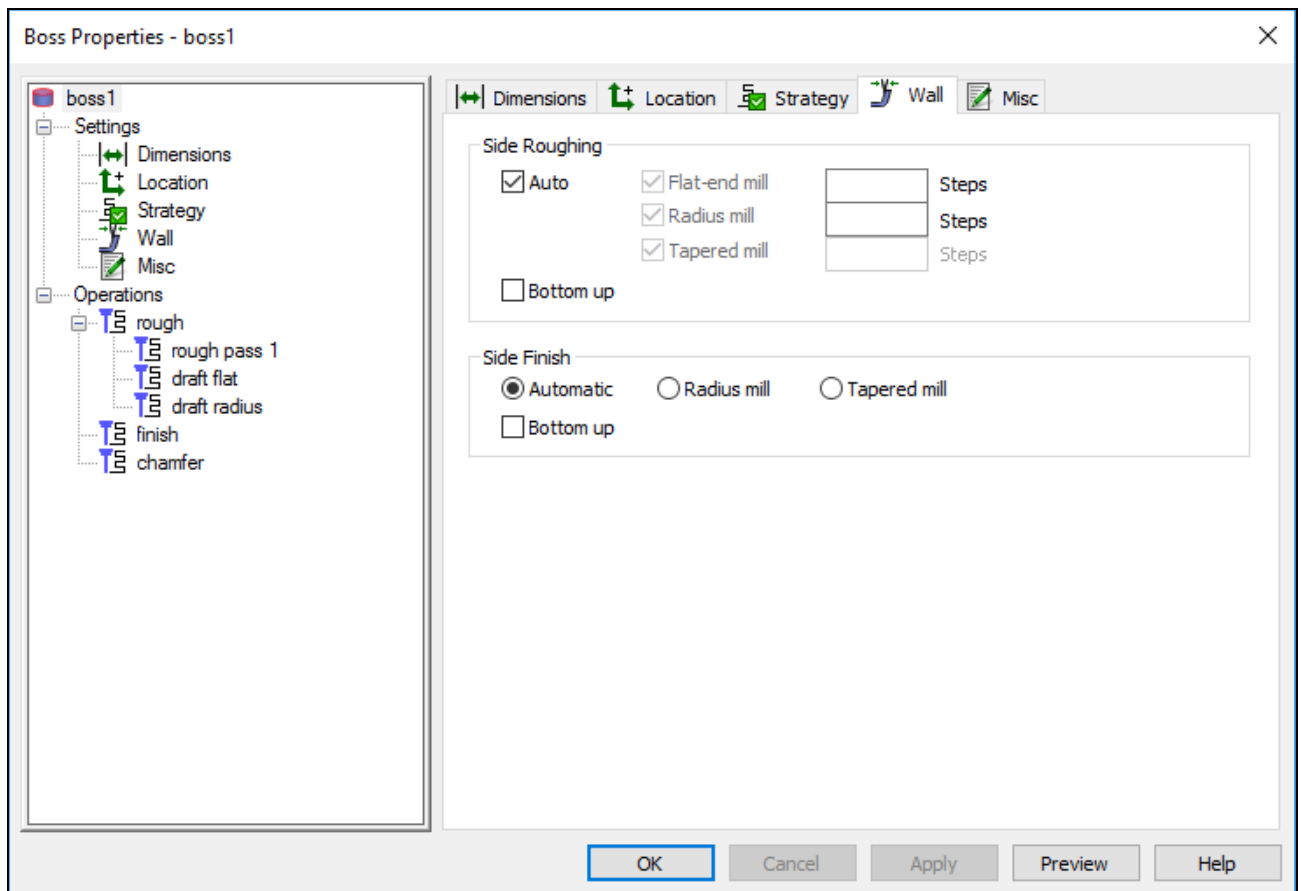 Boss Properties - boss1
boss1
Settings
Dimensions
Location
Strategy
Wall
Misc
Operations
rough
rough pass 1
draft flat
draft radius
finish
chamfer
Dimensions Location Strategy Wall Misc
Side Roughing
Auto Flat-end mill Steps
Radius mill Steps
Tapered mill Steps
Bottom up
Side Finish
Automatic Radius mill Tapered mill
Bottom up
OK Cancel Apply Preview Help